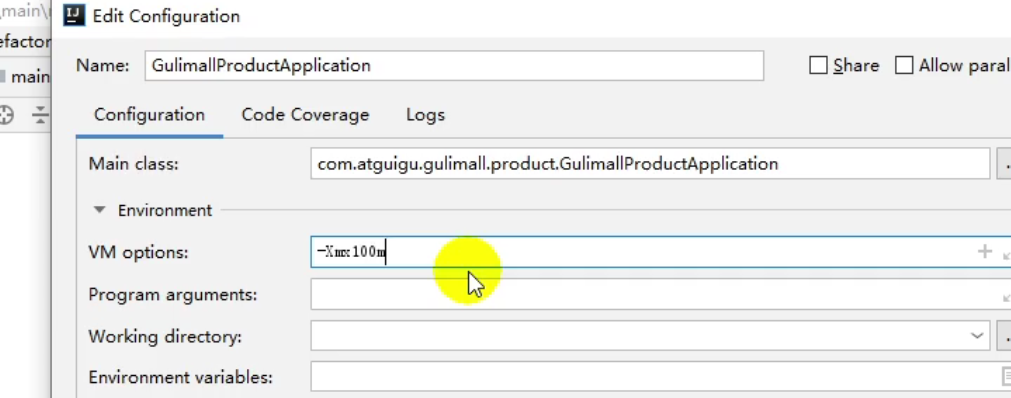 \main\
Edit Configuration
efactor
Name: GulimallProductApplication Share Allow paral
main
Configuration Code Coverage Logs
Main class: com.atguigu.gulimall.product.GulimallProductApplication
Environment
VM options: -Xmx100m
Program arguments:
Working directory:
Environment variables: